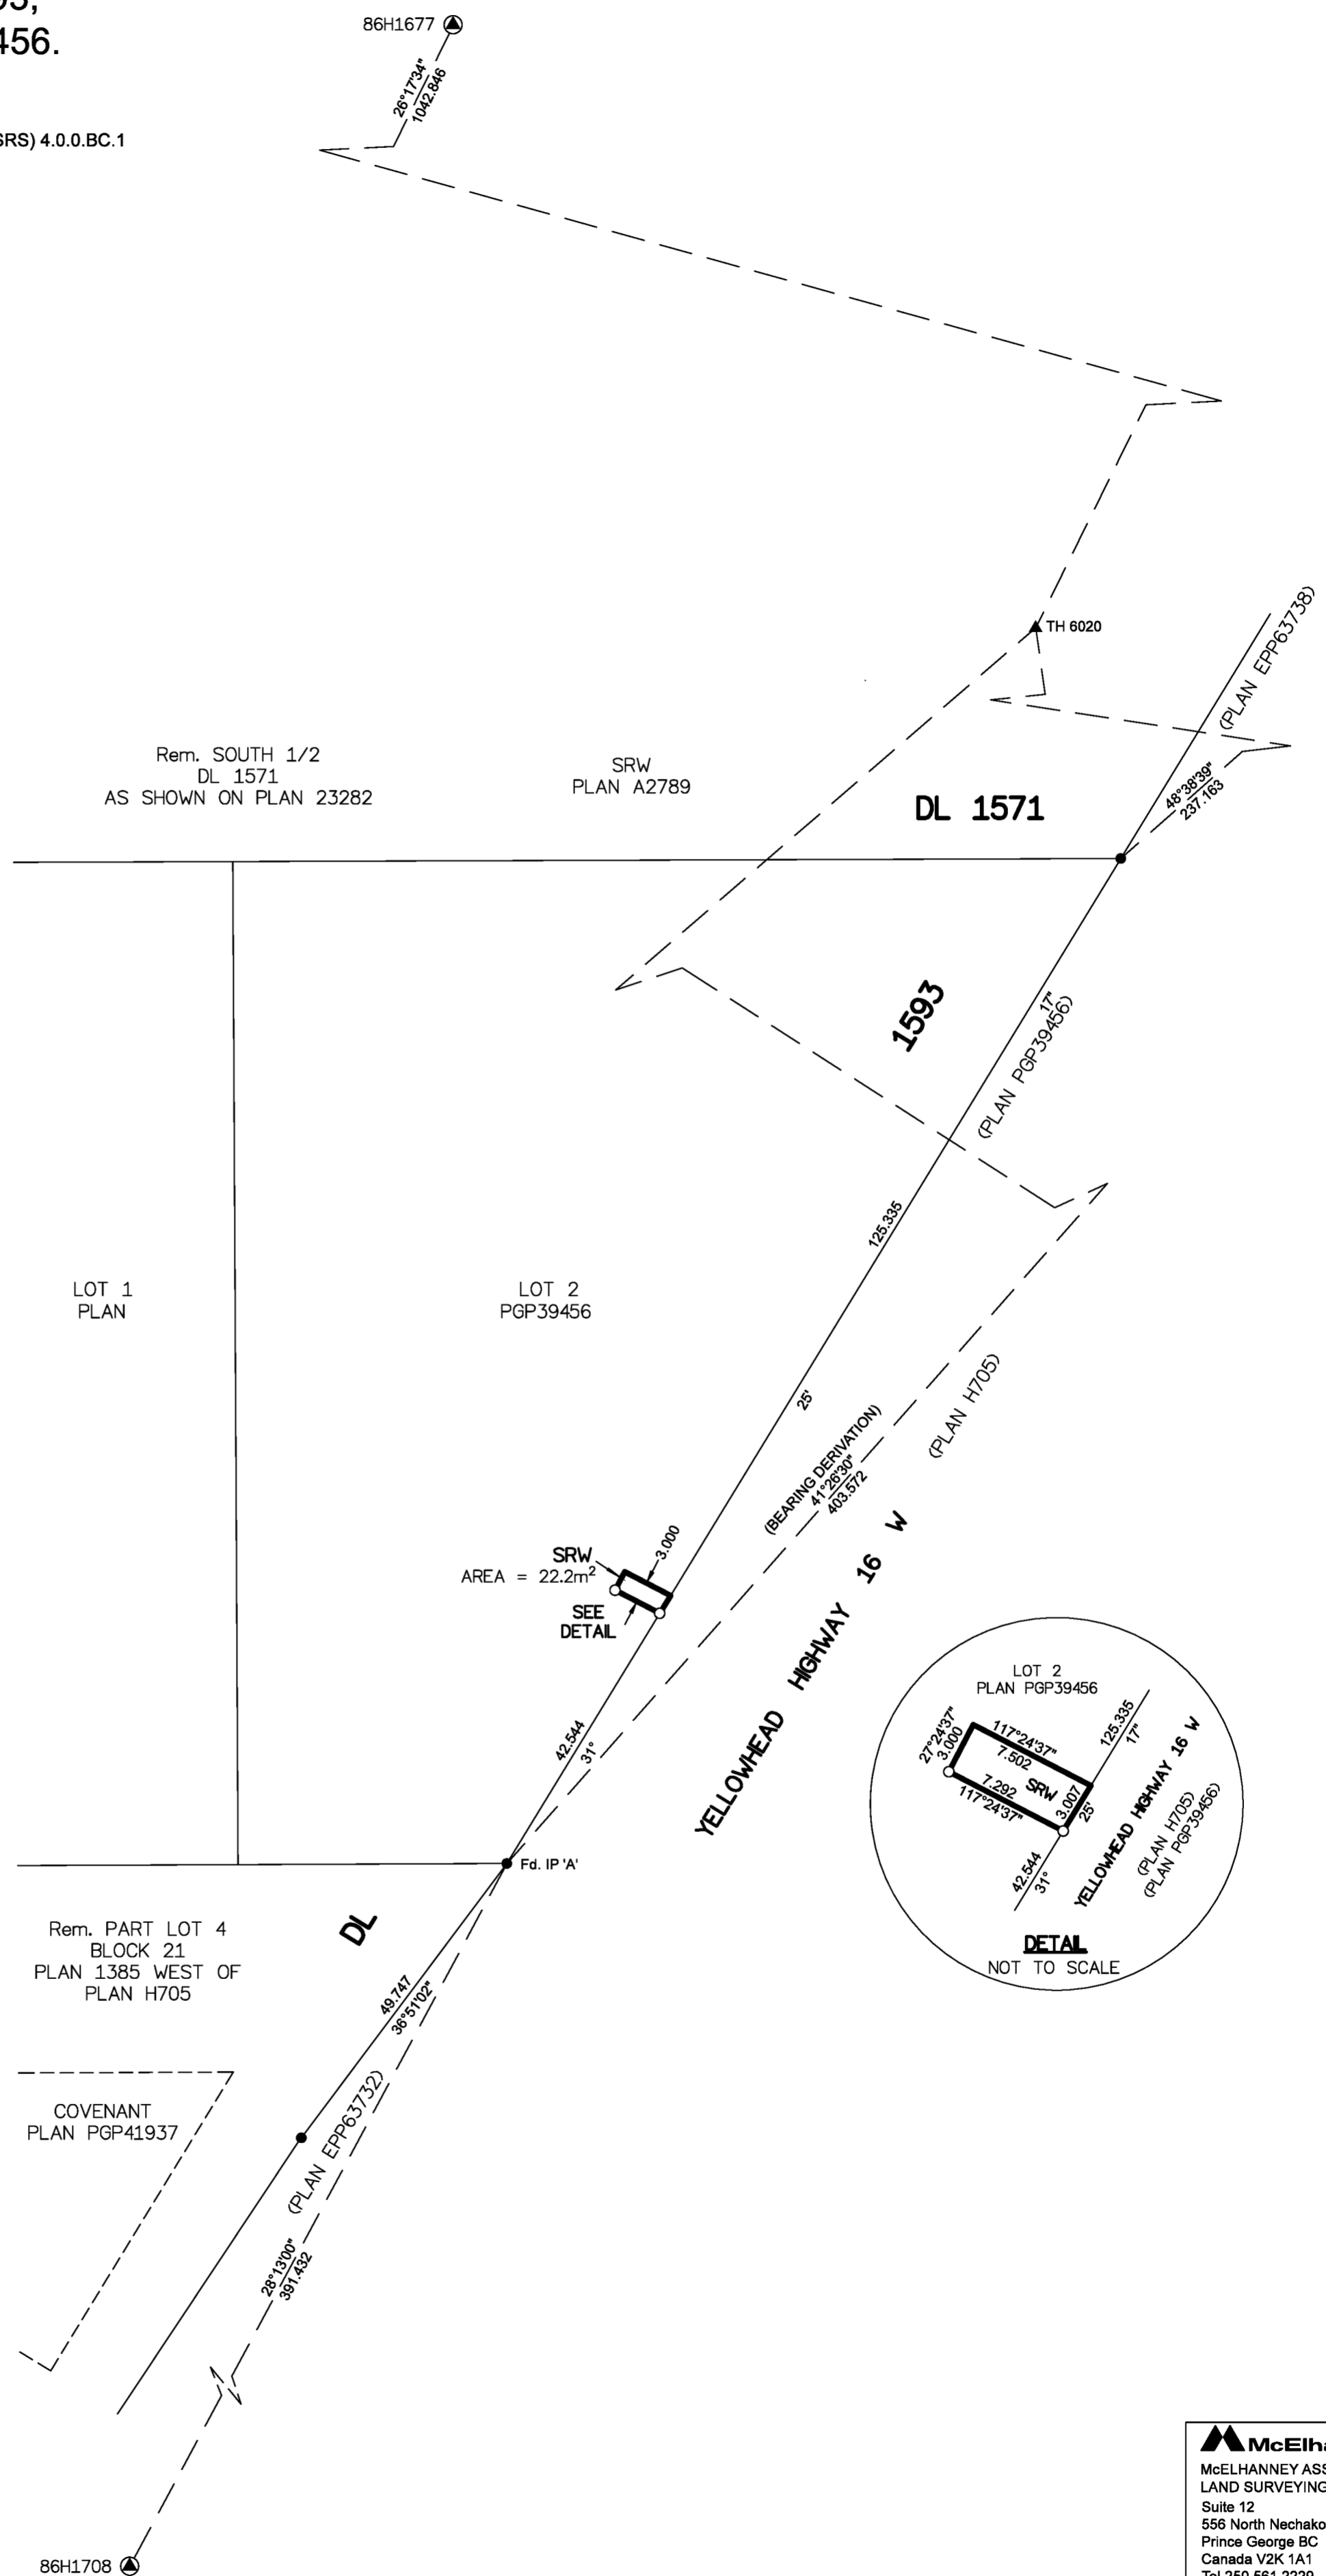 456.
86H1677
26°17'34"
1042.846
SRS) 4.0.0.BC.1
TH 6020
(PLAN EPP63738)
Rem. SOUTH 1/2
DL 1571
AS SHOWN ON PLAN 23282
SRW
PLAN A2789
DL 1571
48°38'39"
237.163
1593
17"
(PLAN PGP39456)
125.335
LOT 1
PLAN
LOT 2
PGP39456
25'
(BEARING DERIVATION)
41°26'30"
403.572
(PLAN H705)
SRW
AREA = 22.2m²
3.000
SEE
DETAIL
YELLOWHEAD HIGHWAY 16 W
42.544
31°
Fd. IP 'A'
LOT 2
PLAN PGP39456
27°24'37"
3.000
117°24'37"
7.502
SRW
7.292
117°24'37"
3.007
25'
125.335
17"
42.544
31°
YELLOWHEAD HIGHWAY 16 W
(PLAN H705)
(PLAN PGP39456)
DETAIL
NOT TO SCALE
DL
Rem. PART LOT 4
BLOCK 21
PLAN 1385 WEST OF
PLAN H705
49.747
36°51'02"
COVENANT
PLAN PGP41937
(PLAN EPP63732)
28°13'00"
391.432
86H1708
McElha
McELHANNEY ASS
LAND SURVEYING
Suite 12
556 North Nechako
Prince George BC
Canada V2K 1A1
Tel 250 561 2229